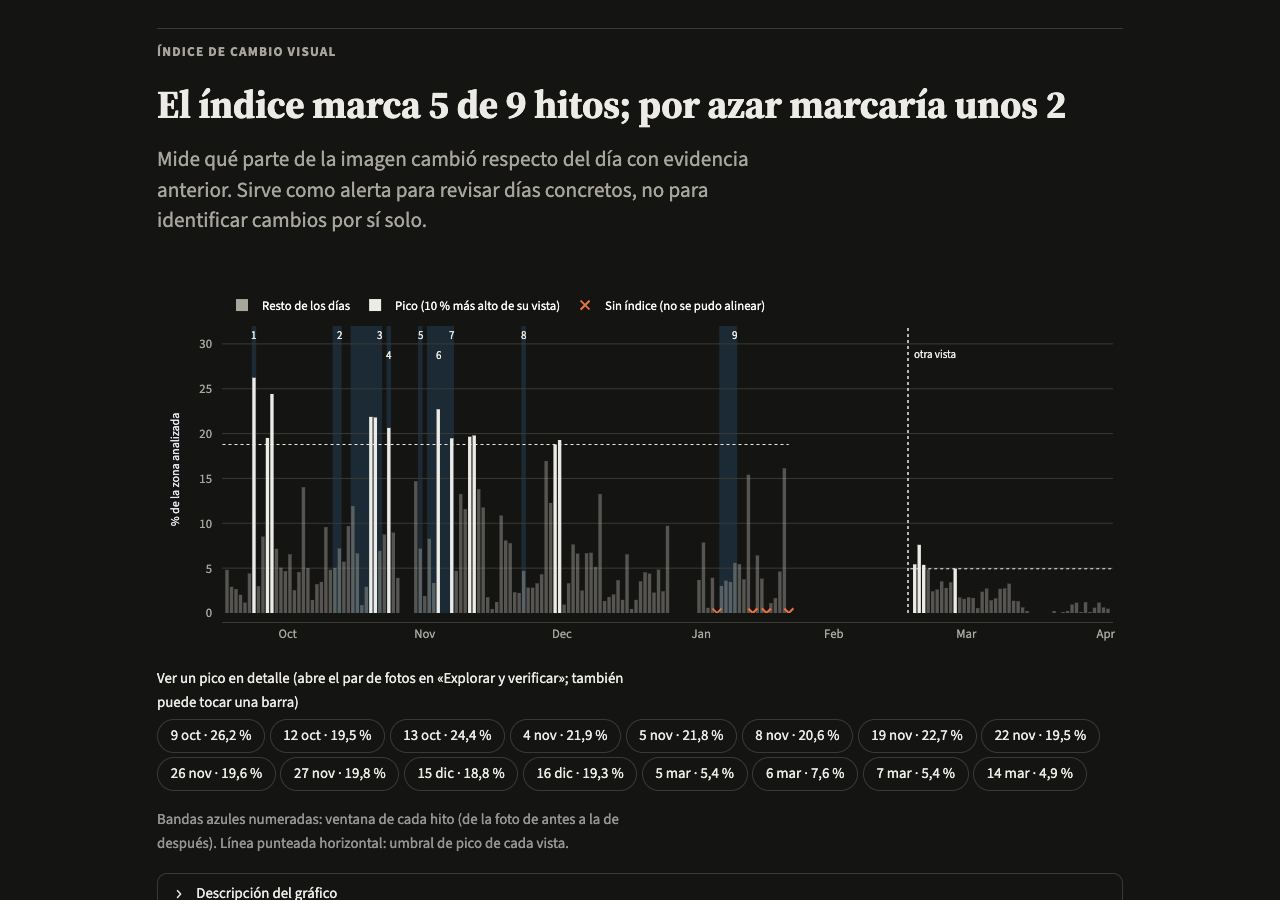 ÍNDICE DE CAMBIO VISUAL
El índice marca 5 de 9 hitos; por azar marcaría unos 2
Mide qué parte de la imagen cambió respecto del día con evidencia
anterior. Sirve como alerta para revisar días concretos, no para
identificar cambios por sí solo.
Resto de los días
Pico (10 % más alto de su vista)
Sin índice (no se pudo alinear)
1
2
3
4
5
6
7
8
9
otra vista
% de la zona analizada
30
25
20
15
10
5
0
Oct
Nov
Dec
Jan
Feb
Mar
Apr
Ver un pico en detalle (abre el par de fotos en «Explorar y verificar»; también
puede tocar una barra)
9 oct · 26,2 %
12 oct · 19,5 %
13 oct · 24,4 %
4 nov · 21,9 %
5 nov · 21,8 %
8 nov · 20,6 %
19 nov · 22,7 %
22 nov · 19,5 %
26 nov · 19,6 %
27 nov · 19,8 %
15 dic · 18,8 %
16 dic · 19,3 %
5 mar · 5,4 %
6 mar · 7,6 %
7 mar · 5,4 %
14 mar · 4,9 %
Bandas azules numeradas: ventana de cada hito (de la foto de antes a la de
después). Línea punteada horizontal: umbral de pico de cada vista.
Descripción del gráfico